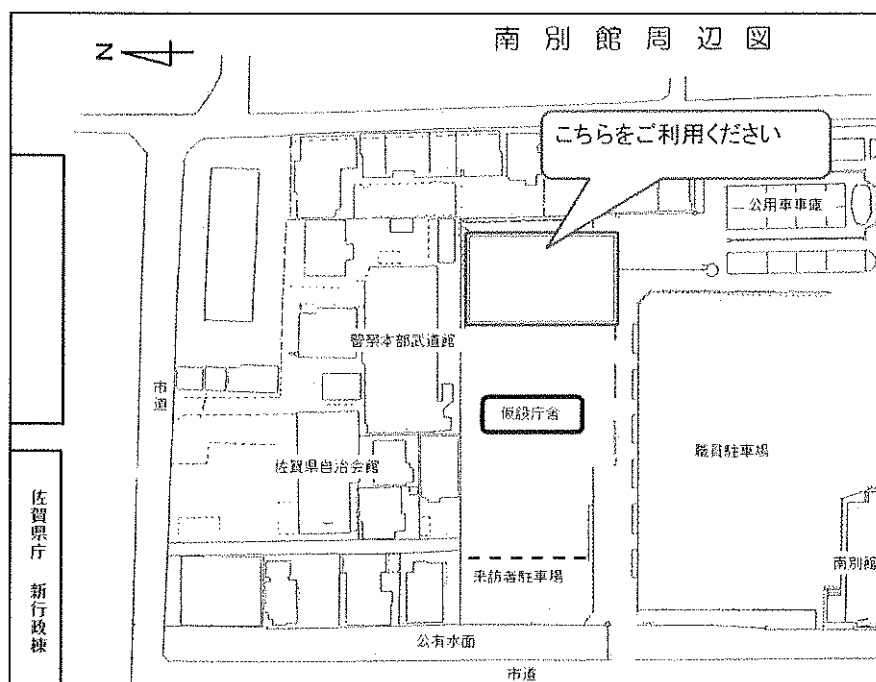 南別館周辺図
N
こちらをご利用ください
公用車車庫
警察本部武道館
市道
仮設庁舎
職員駐車場
佐賀県自治会館
佐賀県庁 新行政棟
来訪者駐車場
南別館
公有水面
市道